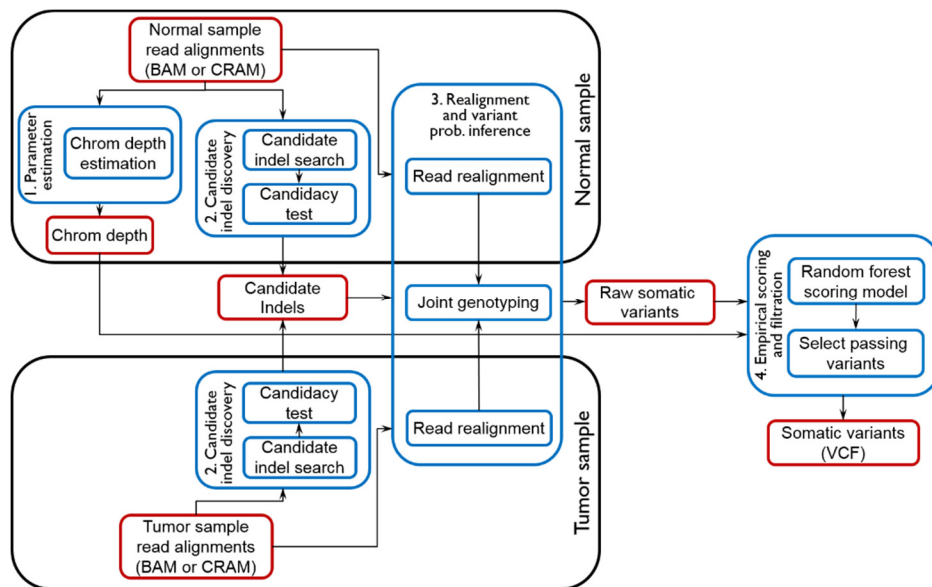 Normal sample
read alignments
(BAM or CRAM)
Normal sample
1. Parameter
estimation
Chrom depth
estimation
Chrom depth
2. Candidate
indel discovery
Candidate
indel search
Candidacy
test
3. Realignment
and variant
prob. inference
Read realignment
Candidate
Indels
Joint genotyping
Raw somatic
variants
4. Empirical scoring
and filtration
Random forest
scoring model
Select passing
variants
Somatic variants
(VCF)
2. Candidate
indel discovery
Candidacy
test
Candidate
indel search
Read realignment
Tumor sample
Tumor sample
read alignments
(BAM or CRAM)